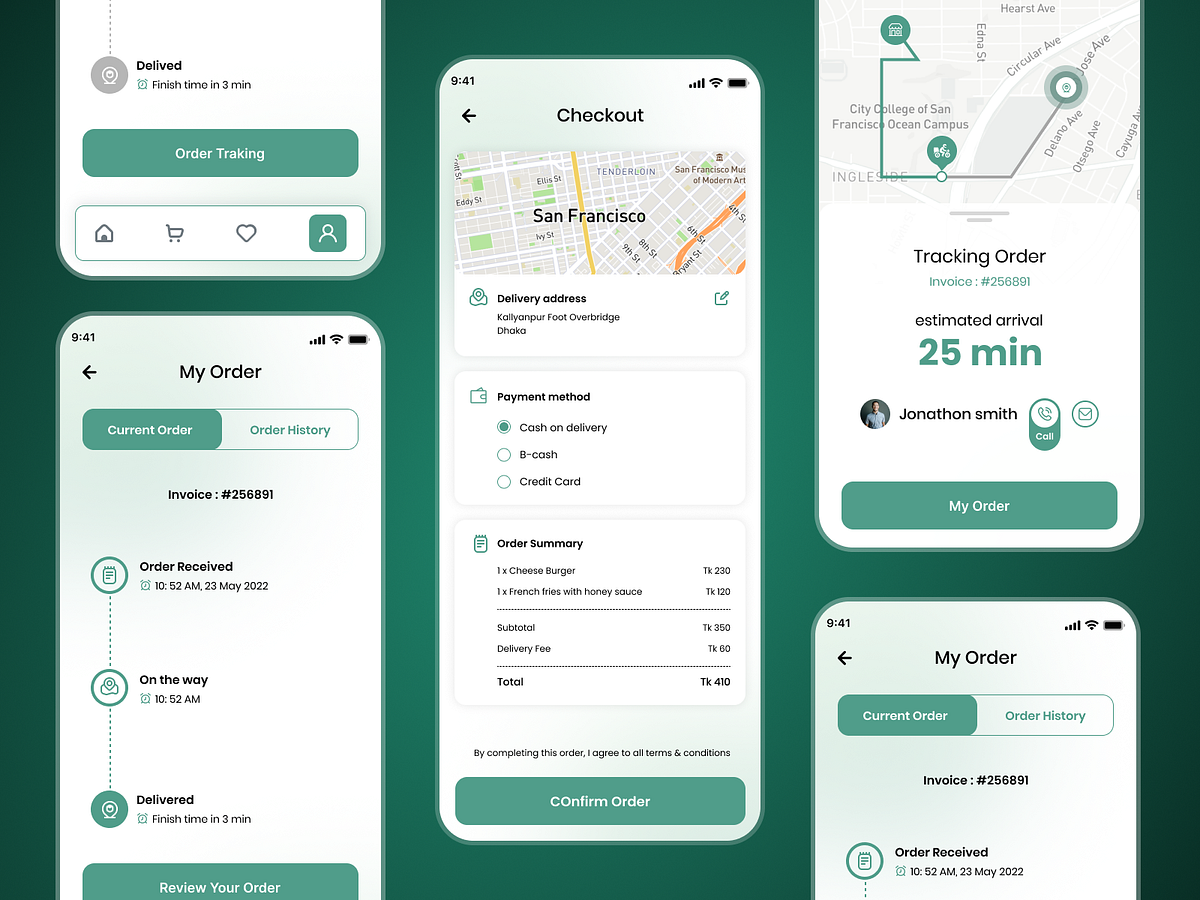 Delived
Finish time in 3 min
Order Traking
9:41
My Order
Current Order
Order History
Invoice : #256891
Order Received
10: 52 AM, 23 May 2022
On the way
10: 52 AM
Delivered
Finish time in 3 min
Review Your Order
9:41
Checkout
Ellis St
TENDERLOIN
San Francisco Mus
of Modern Art
Eddy St
San Francisco
4th St
Ivy St
6th St
8th St
9th St
Bryant St
Delivery address
Kallyanpur Foot Overbridge
Dhaka
Payment method
Cash on delivery
B-cash
Credit Card
Order Summary
1 x Cheese Burger Tk 230
1 x French fries with honey sauce Tk 120
Subtotal Tk 350
Delivery Fee Tk 60
Total Tk 410
By completing this order, I agree to all terms & conditions
COnfirm Order
Hearst Ave
Edna St
Circular Ave
Jose Ave
City College of San
Francisco Ocean Campus
Delano Ave
Otsego Ave
Cayuga Av
INGLESIDE
Tracking Order
Invoice : #256891
estimated arrival
25 min
Jonathon smith
Call
My Order
9:41
My Order
Current Order
Order History
Invoice : #256891
Order Received
10: 52 AM, 23 May 2022